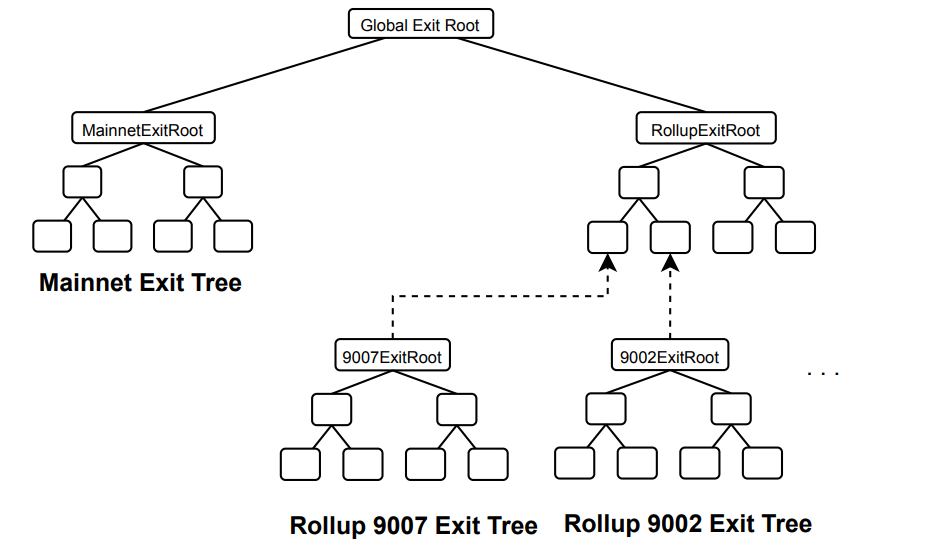 Global Exit Root
MainnetExitRoot
RollupExitRoot
Mainnet Exit Tree
9007ExitRoot
9002ExitRoot
. . .
Rollup 9007 Exit Tree
Rollup 9002 Exit Tree